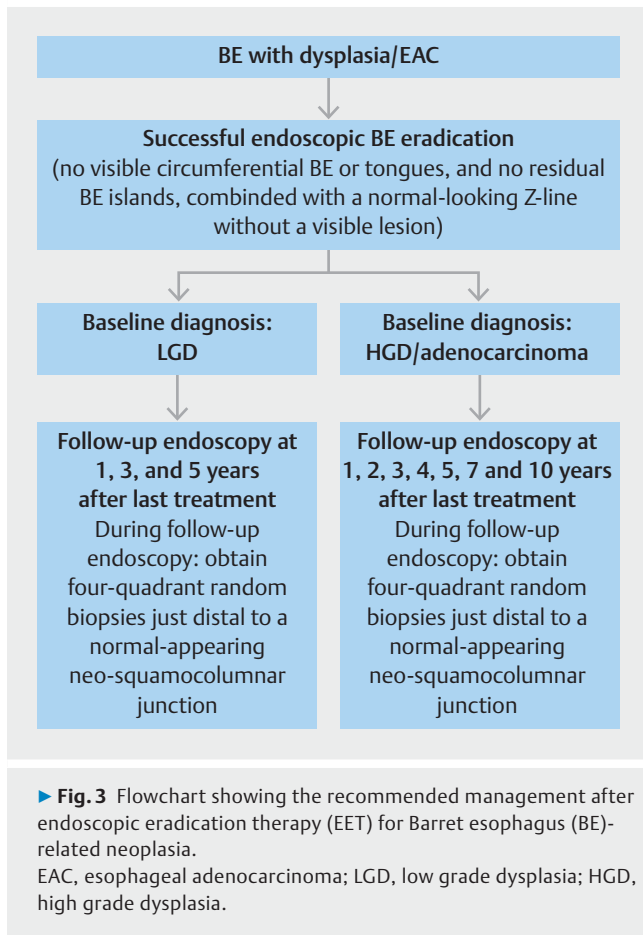 BE with dysplasia/EAC
Successful endoscopic BE eradication
(no visible circumferential BE or tongues, and no residual
BE islands, combinded with a normal-looking Z-line
without a visible lesion)
Baseline diagnosis:
LGD
Baseline diagnosis:
HGD/adenocarcinoma
Follow-up endoscopy at
1, 3, and 5 years
after last treatment
During follow-up
endoscopy: obtain
four-quadrant random
biopsies just distal to a
normal-appearing
neo-squamocolumnar
junction
Follow-up endoscopy at
1, 2, 3, 4, 5, 7 and 10 years
after last treatment
During follow-up
endoscopy: obtain
four-quadrant random
biopsies just distal to a
normal-appearing
neo-squamocolumnar
junction
▶ Fig. 3 Flowchart showing the recommended management after
endoscopic eradication therapy (EET) for Barret esophagus (BE)-
related neoplasia.
EAC, esophageal adenocarcinoma; LGD, low grade dysplasia; HGD,
high grade dysplasia.